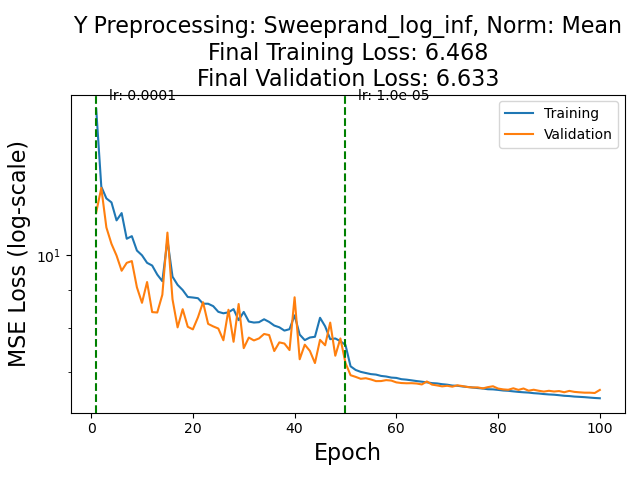 Y Preprocessing: Sweeprand_log_inf, Norm: Mean
Final Training Loss: 6.468
Final Validation Loss: 6.633
lr: 0.0001
lr: 1.0e-05
Training
Validation
10¹
MSE Loss (log-scale)
0 20 40 60 80 100
Epoch